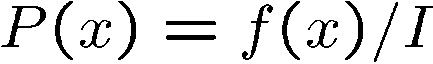 P(x) = f(x)/I